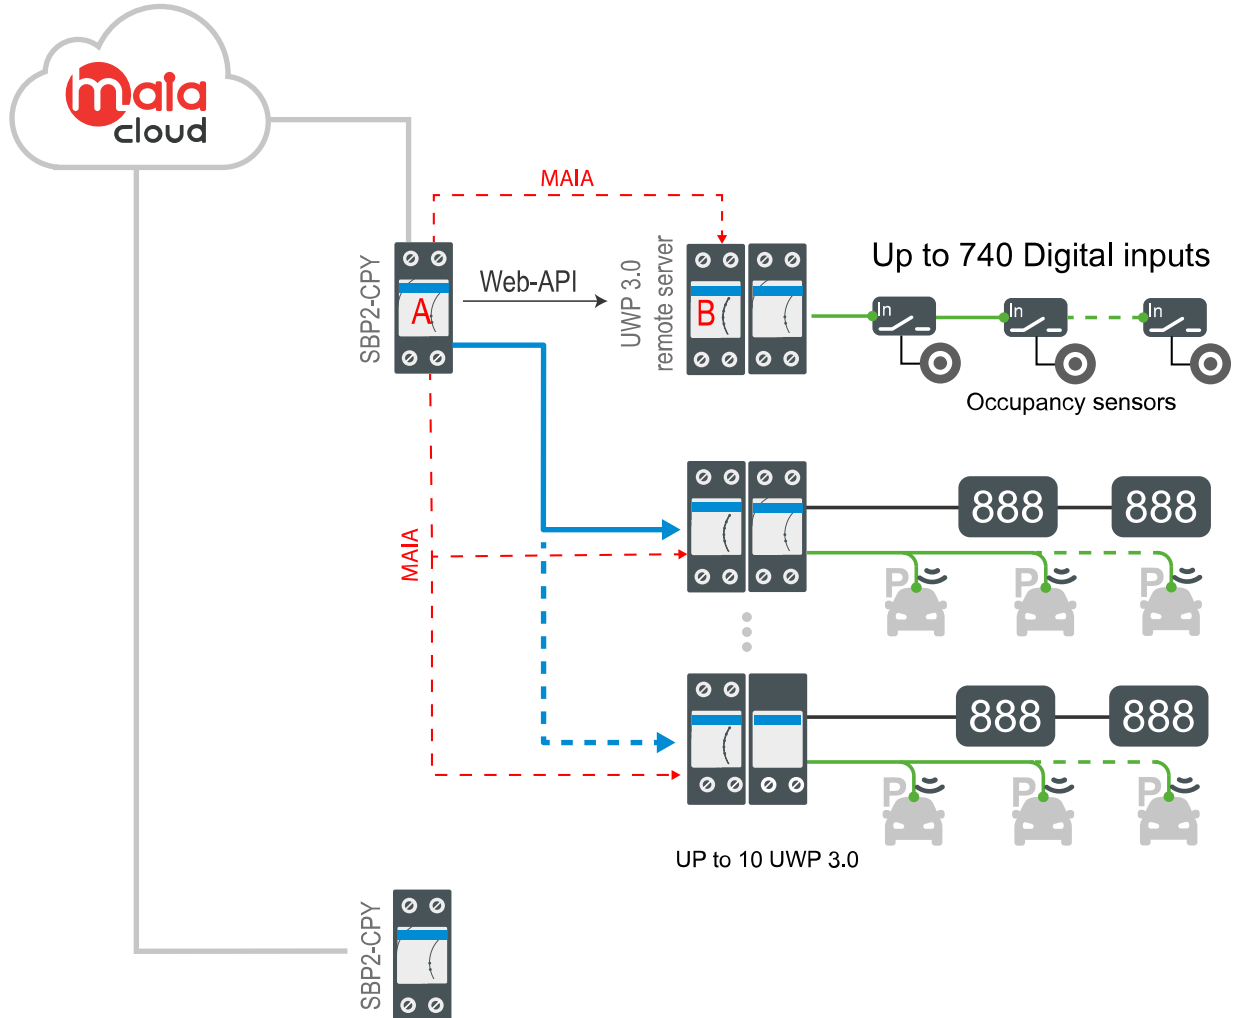 maia
cloud
MAIA
SBP2-CPY
A
Web-API
UWP 3.0
remote server
B
Up to 740 Digital inputs
In
In
In
Occupancy sensors
MAIA
888
888
P
P
P
888
888
P
P
P
UP to 10 UWP 3.0
SBP2-CPY